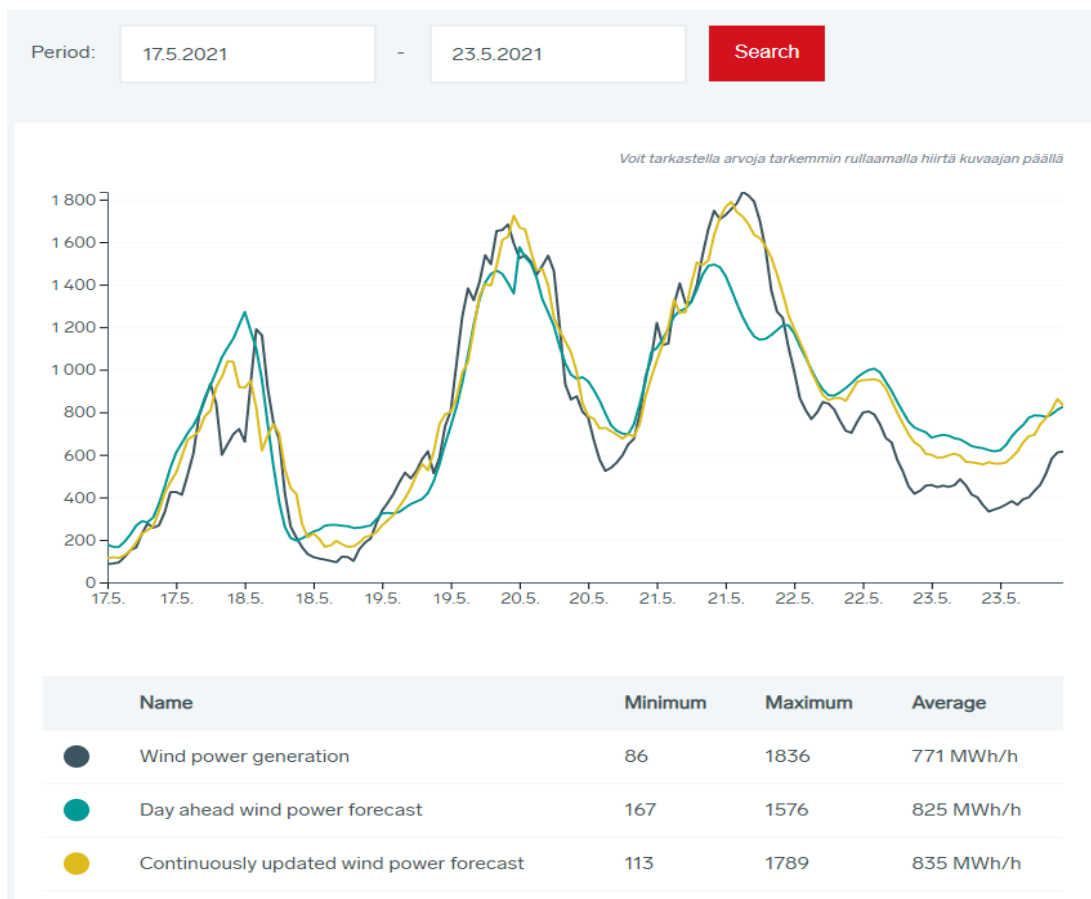 Period: 17.5.2021 - 23.5.2021 Search
Voit tarkastella arvoja tarkemmin rullaamalla hiirtä kuvaajan päällä
1 800
1 600
1 400
1 200
1 000
800
600
400
200
0
17.5. 17.5. 18.5. 18.5. 19.5. 19.5. 20.5. 20.5. 21.5. 21.5. 22.5. 22.5. 23.5. 23.5.
Name Minimum Maximum Average
Wind power generation 86 1836 771 MWh/h
Day ahead wind power forecast 167 1576 825 MWh/h
Continuously updated wind power forecast 113 1789 835 MWh/h